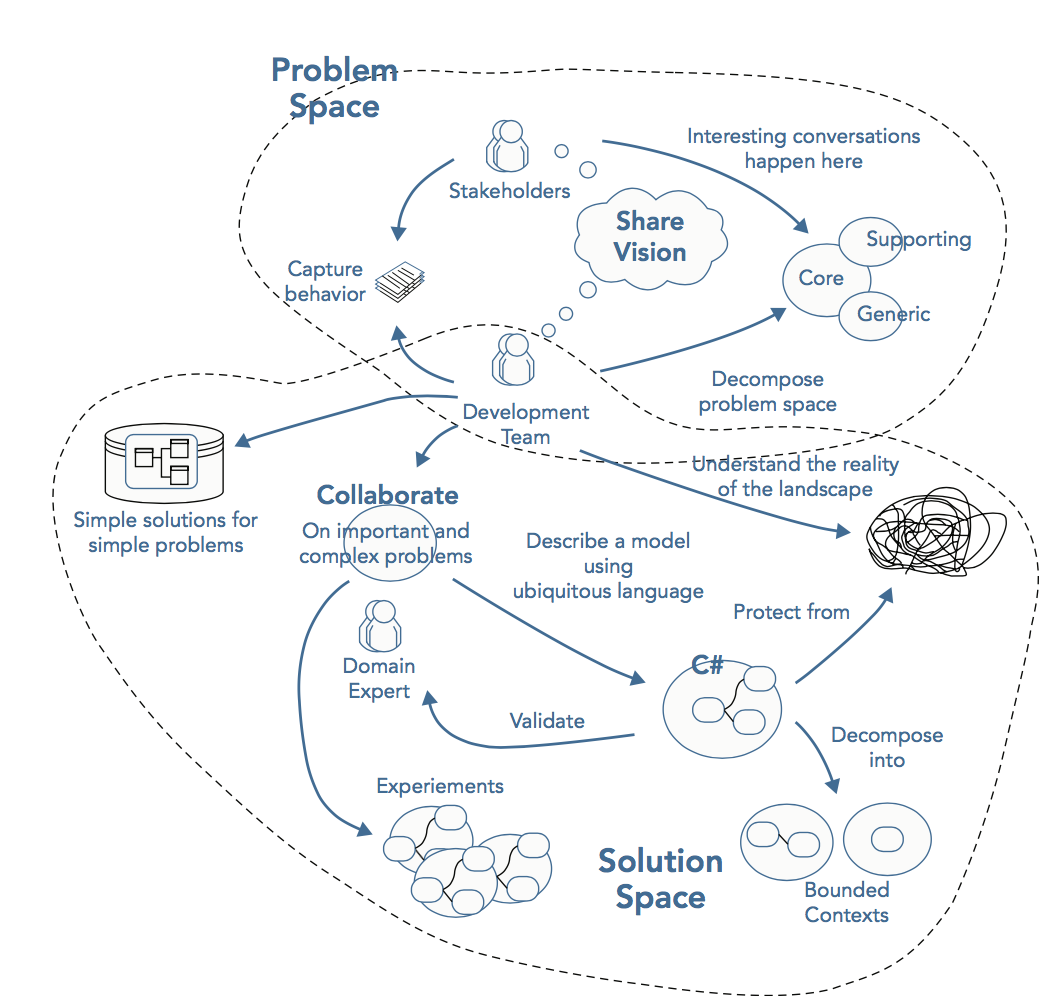 Problem
Space
Interesting conversations
happen here
Stakeholders
Share
Vision
Supporting
Capture
behavior
Core
Generic
Decompose
problem space
Development
Team
Understand the reality
of the landscape
Collaborate
Simple solutions for
simple problems
On important and
complex problems
Describe a model
using
ubiquitous language
Protect from
Domain
Expert
C#
Validate
Decompose
into
Experiements
Solution
Space
Bounded
Contexts